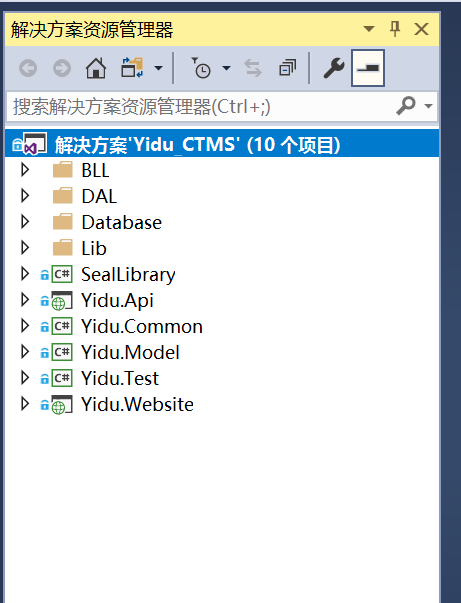 解决方案资源管理器
搜索解决方案资源管理器(Ctrl+;)
解决方案'Yidu_CTMS' (10 个项目)
BLL
DAL
Database
Lib
C# SealLibrary
Yidu.Api
C# Yidu.Common
C# Yidu.Model
C# Yidu.Test
Yidu.Website